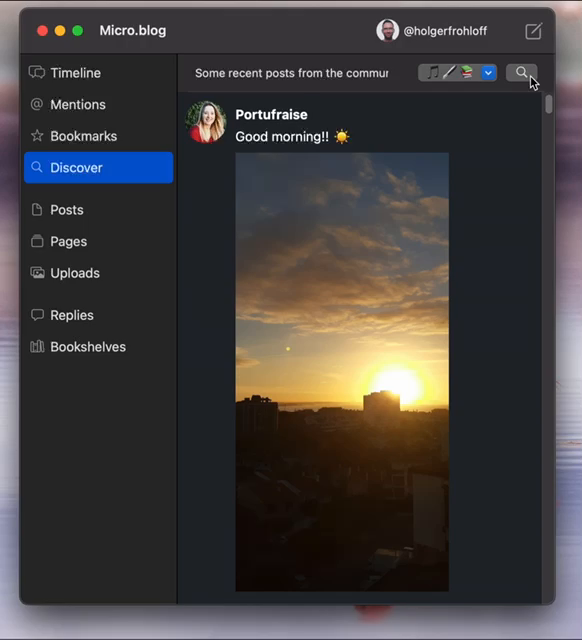 Micro.blog
@holgerfrohloff
Timeline
Mentions
Bookmarks
Discover
Posts
Pages
Uploads
Replies
Bookshelves
Some recent posts from the commun
Portufraise
Good morning!! ☀️